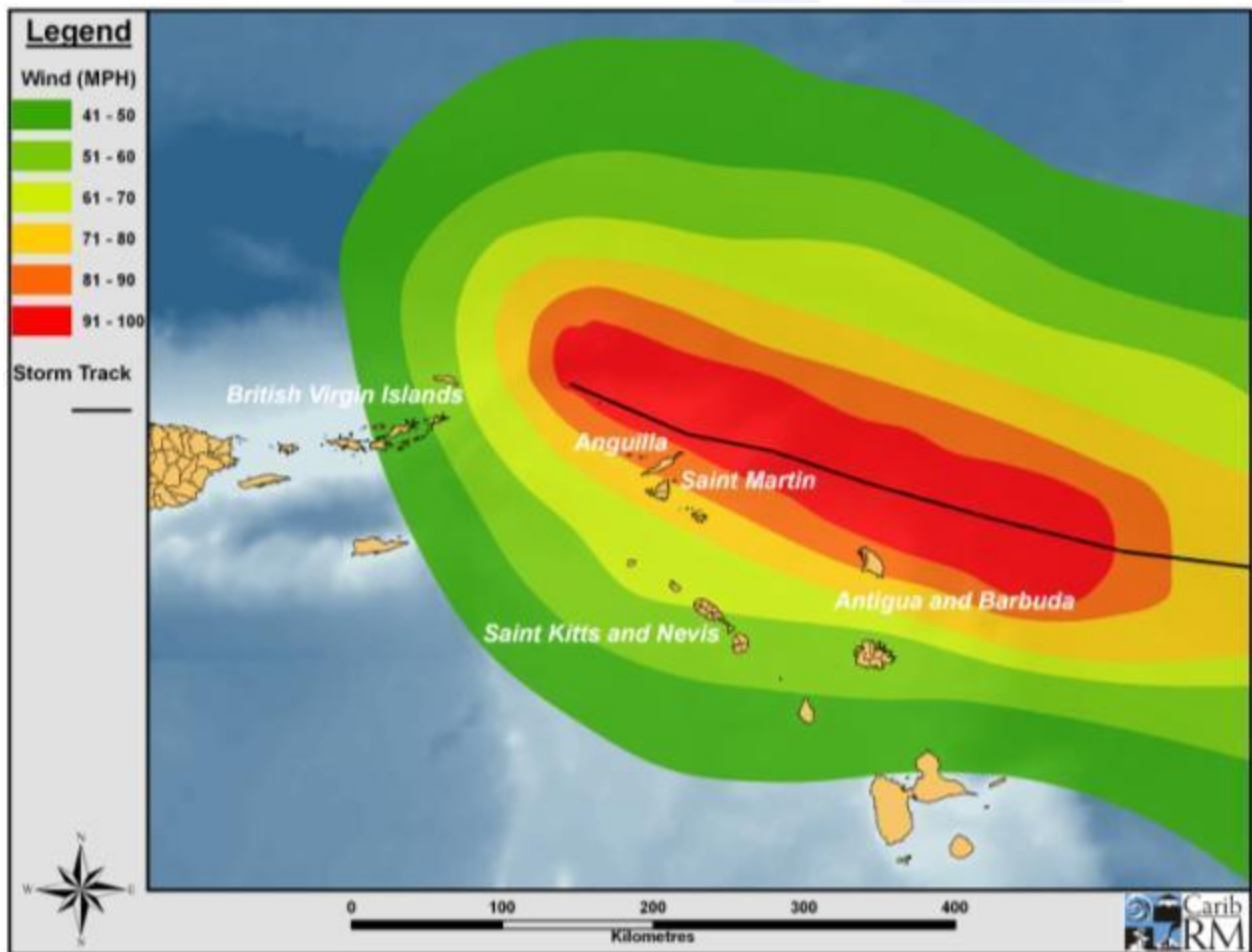 Legend
Wind (MPH)
41 - 50
51 - 60
61 - 70
71 - 80
81 - 90
91 - 100
Storm Track
British Virgin Islands
Anguilla
Saint Martin
Antigua and Barbuda
Saint Kitts and Nevis
N
W E
S
0 100 200 300 400
Kilometres
Carib
RM